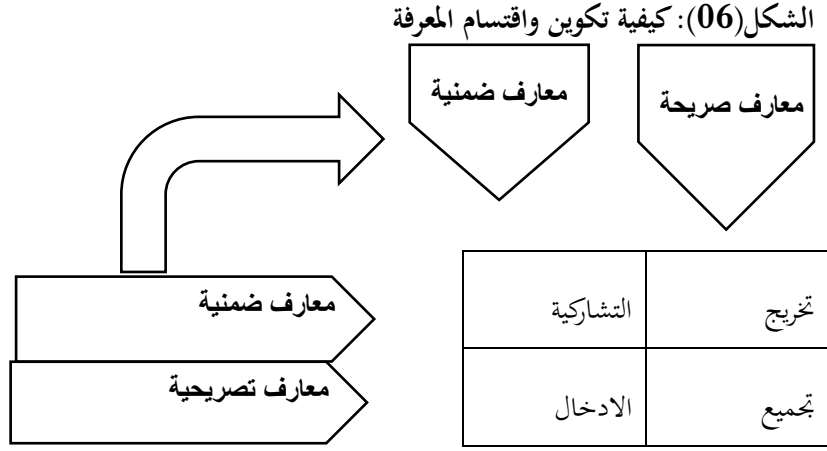 الشكل(06): كيفية تكوين واقتسام المعرفة
معارف صريحة
معارف ضمنية
معارف ضمنية
معارف تصريحية
تخريج
التشاركية
تجميع
الادخال